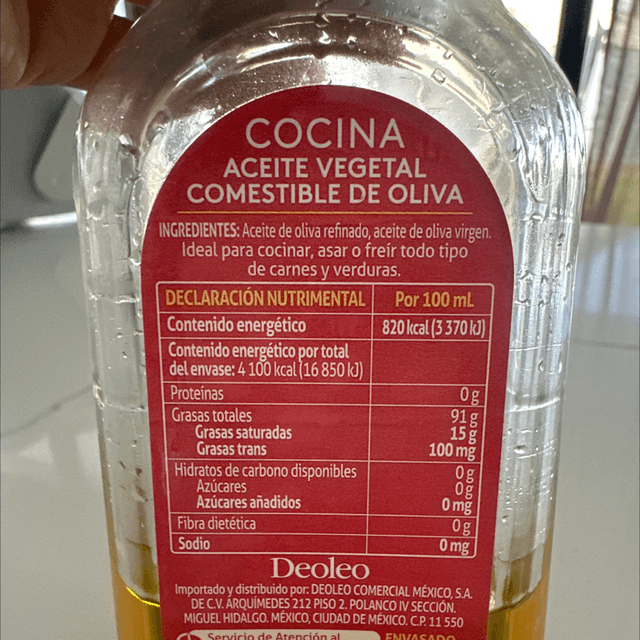 COCINA
ACEITE VEGETAL
COMESTIBLE DE OLIVA
INGREDIENTES: Aceite de oliva refinado, aceite de oliva virgen.
Ideal para cocinar, asar o freír todo tipo
de carnes y verduras.
DECLARACIÓN NUTRIMENTAL Por 100 mL
Contenido energético 820 kcal (3 370 kJ)
Contenido energético por total
del envase: 4 100 kcal (16 850 kJ)
Proteínas 0 g
Grasas totales 91 g
Grasas saturadas 15 g
Grasas trans 100 mg
Hidratos de carbono disponibles 0 g
Azúcares 0 g
Azúcares añadidos 0 mg
Fibra dietética 0 g
Sodio 0 mg
Deoleo
Importado y distribuido por: DEOLEO COMERCIAL MÉXICO, S.A.
DE C.V. ARQUÍMEDES 212 PISO 2. POLANCO IV SECCIÓN.
MIGUEL HIDALGO. MÉXICO, CIUDAD DE MÉXICO. C.P. 11 550
Servicio de Atención al ENVASADO